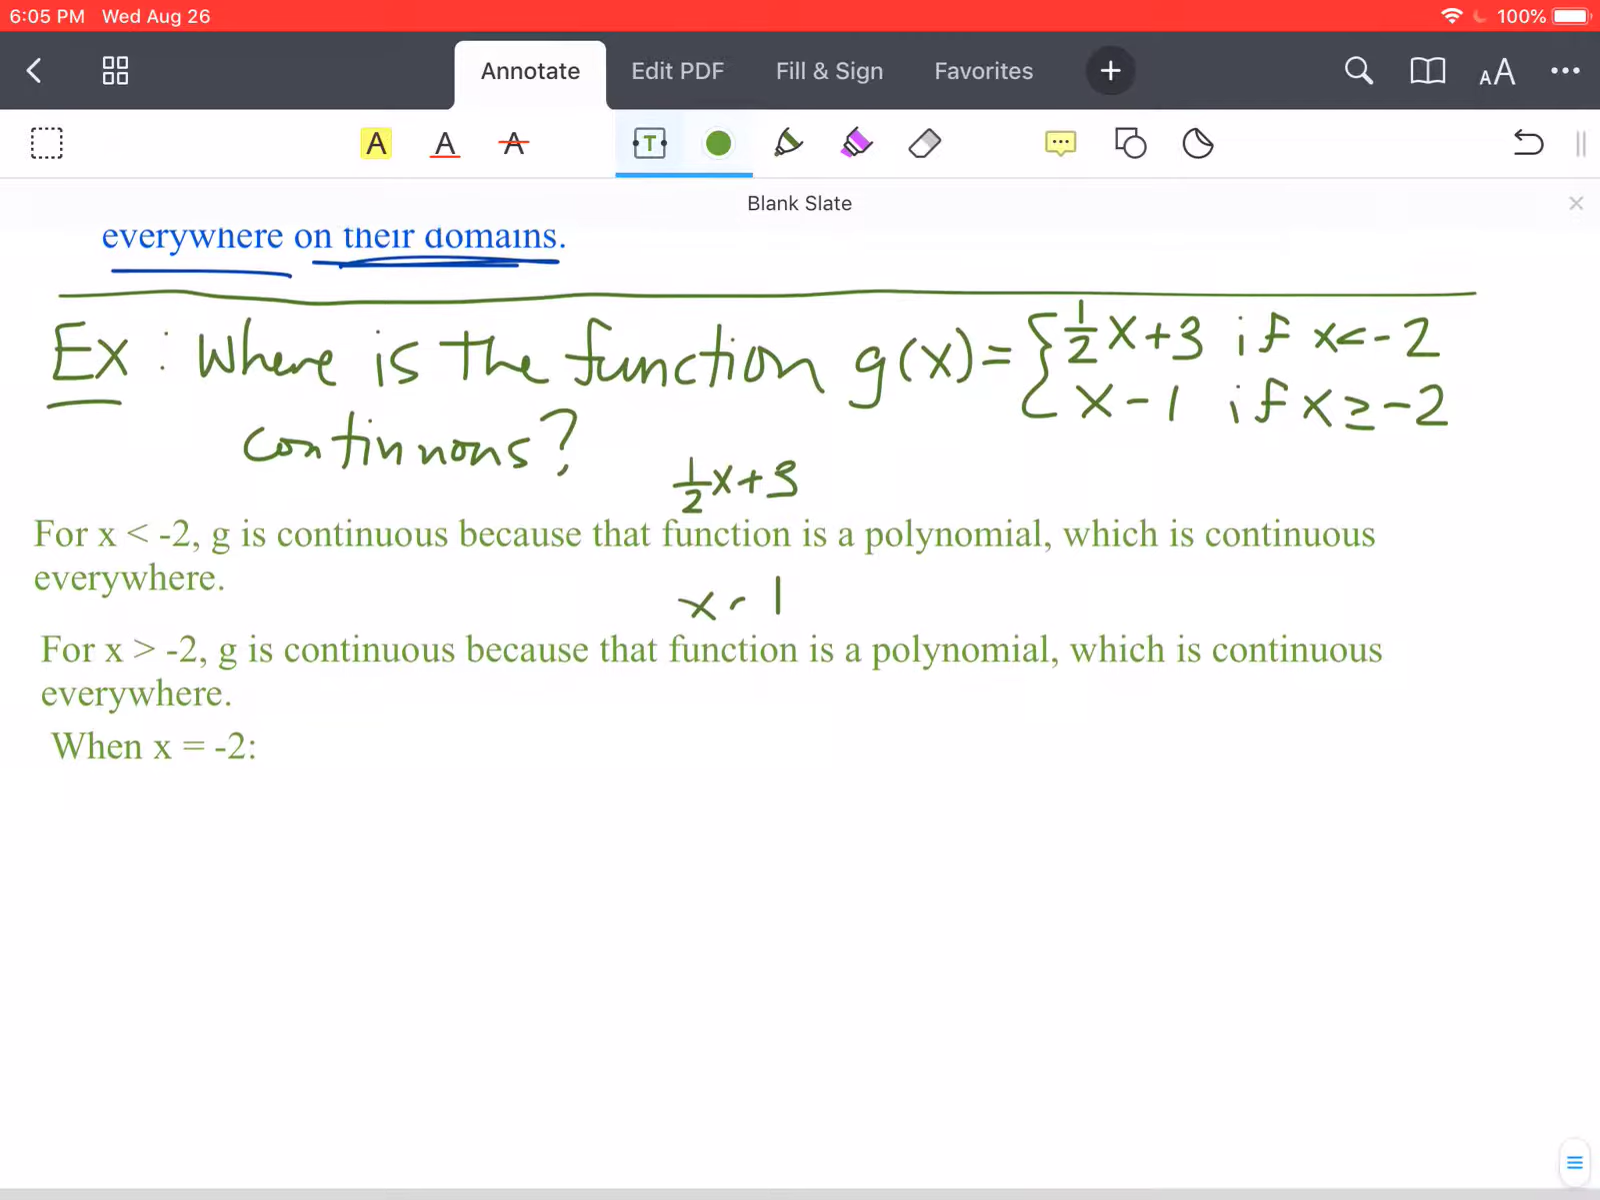 6:05 PM Wed Aug 26 100%
Annotate Edit PDF Fill & Sign Favorites
A A A T
Blank Slate
everywhere on their domains.
Ex: Where is the function g(x) = { ½x+3 if x<-2
x-1 if x≥-2
continuous?
½x+3
For x < -2, g is continuous because that function is a polynomial, which is continuous
everywhere.
x-1
For x > -2, g is continuous because that function is a polynomial, which is continuous
everywhere.
When x = -2: